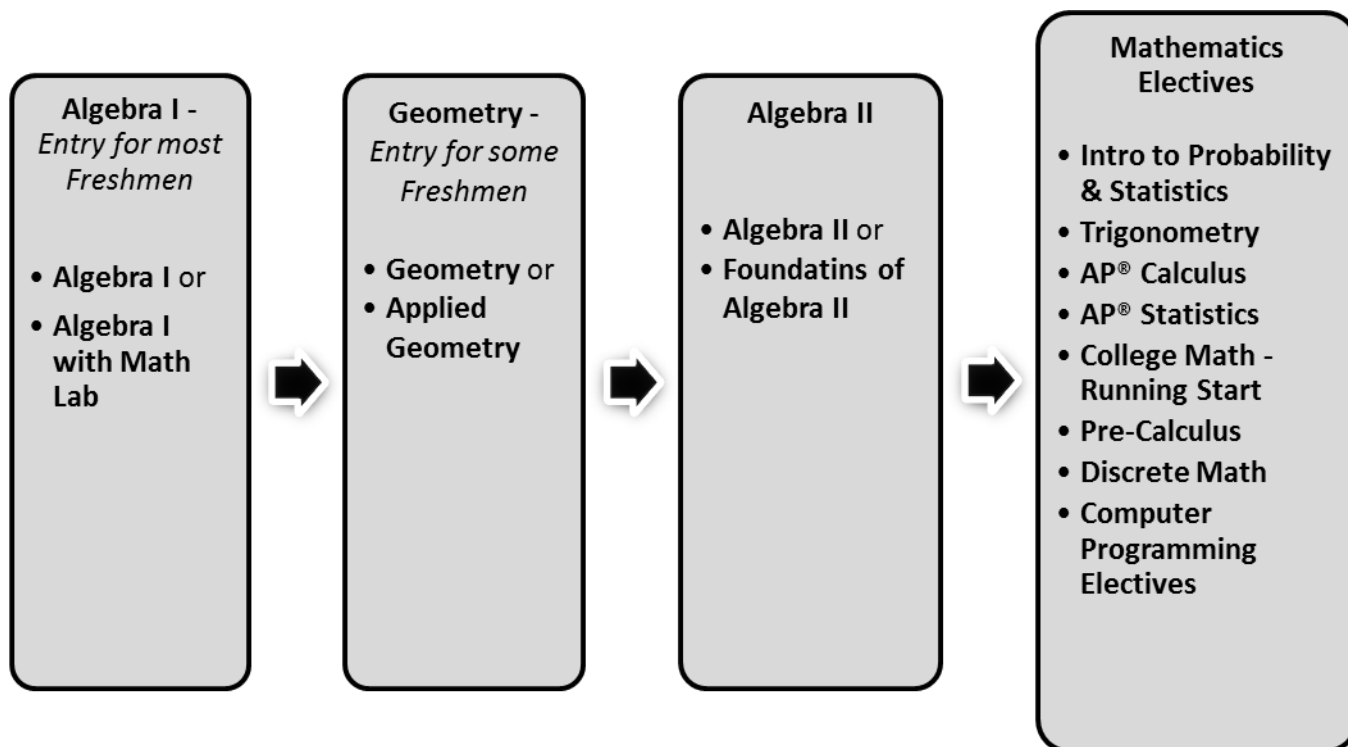 Algebra I -
Entry for most
Freshmen
• Algebra I or
• Algebra I
with Math
Lab
Geometry -
Entry for some
Freshmen
• Geometry or
• Applied
Geometry
Algebra II
• Algebra II or
• Foundatins of
Algebra II
Mathematics
Electives
• Intro to Probability
& Statistics
• Trigonometry
• AP® Calculus
• AP® Statistics
• College Math -
Running Start
• Pre-Calculus
• Discrete Math
• Computer
Programming
Electives